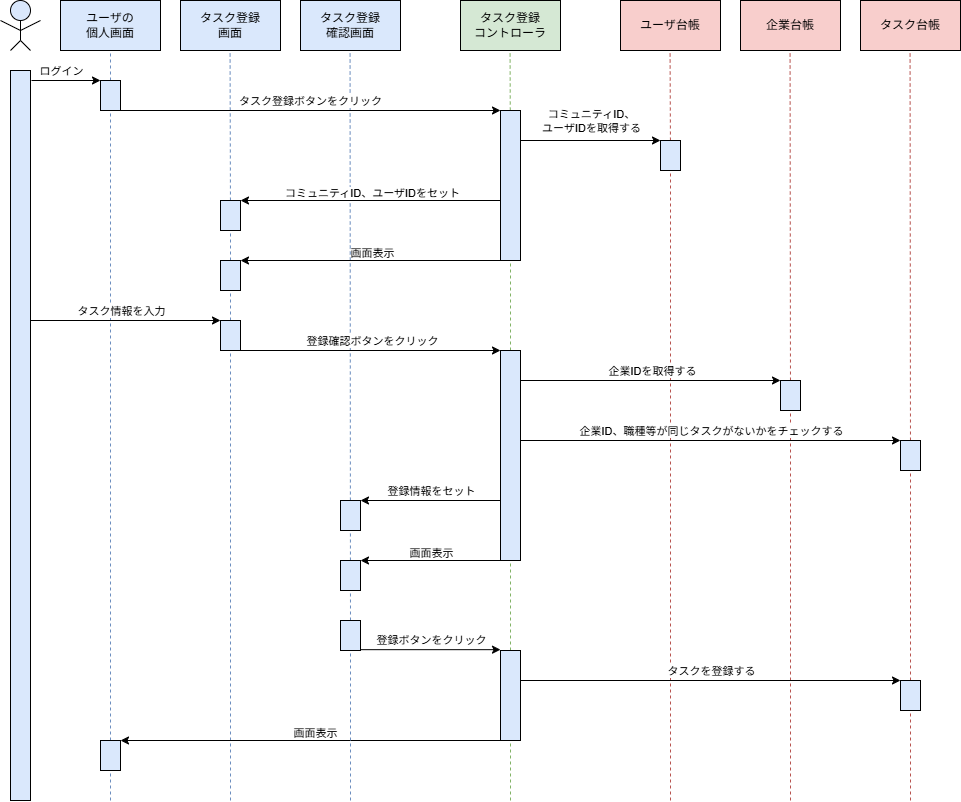 ユーザの
個人画面
タスク登録
画面
タスク登録
確認画面
タスク登録
コントローラ
ユーザ台帳
企業台帳
タスク台帳
ログイン
タスク登録ボタンをクリック
コミュニティID、
ユーザIDを取得する
コミュニティID、ユーザIDをセット
画面表示
タスク情報を入力
登録確認ボタンをクリック
企業IDを取得する
企業ID、職種等が同じタスクがないかをチェックする
登録情報をセット
画面表示
登録ボタンをクリック
タスクを登録する
画面表示